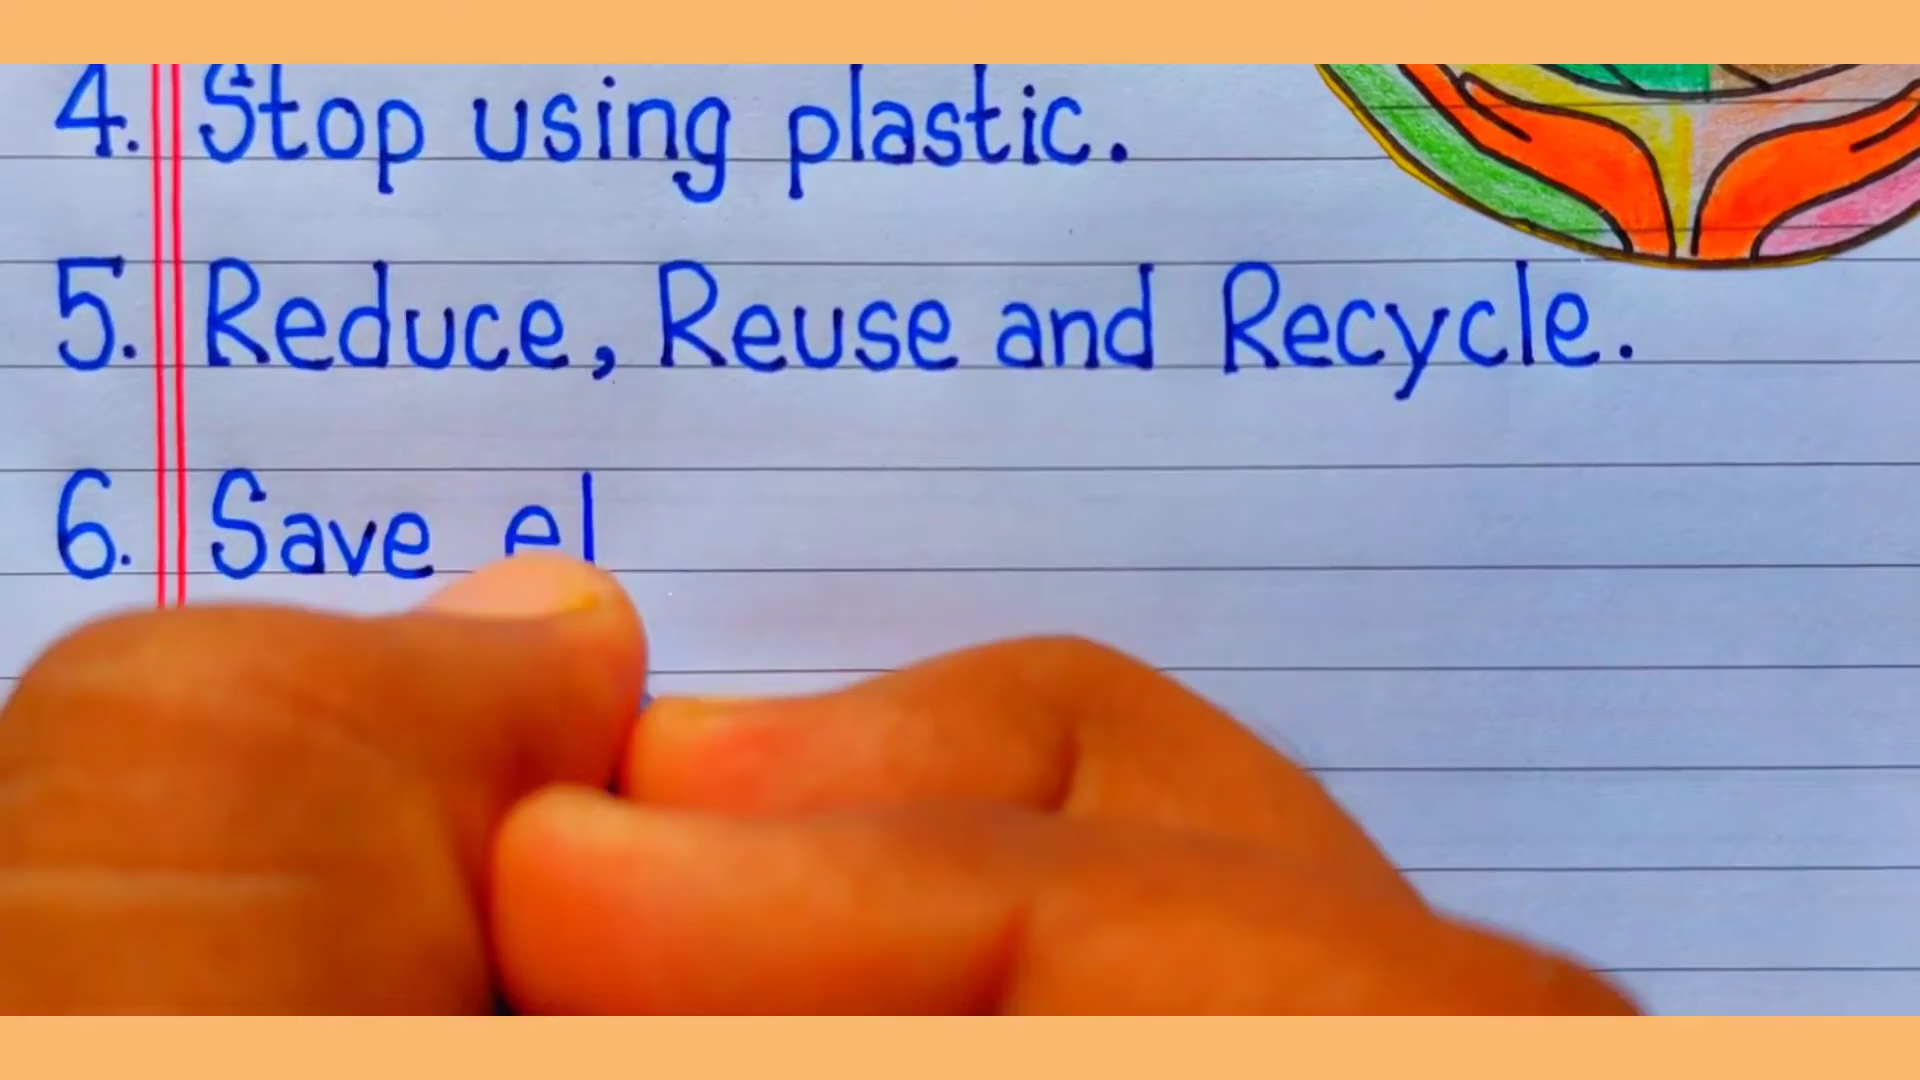 4. Stop using plastic.
5. Reduce, Reuse and Recycle.
6. Save el